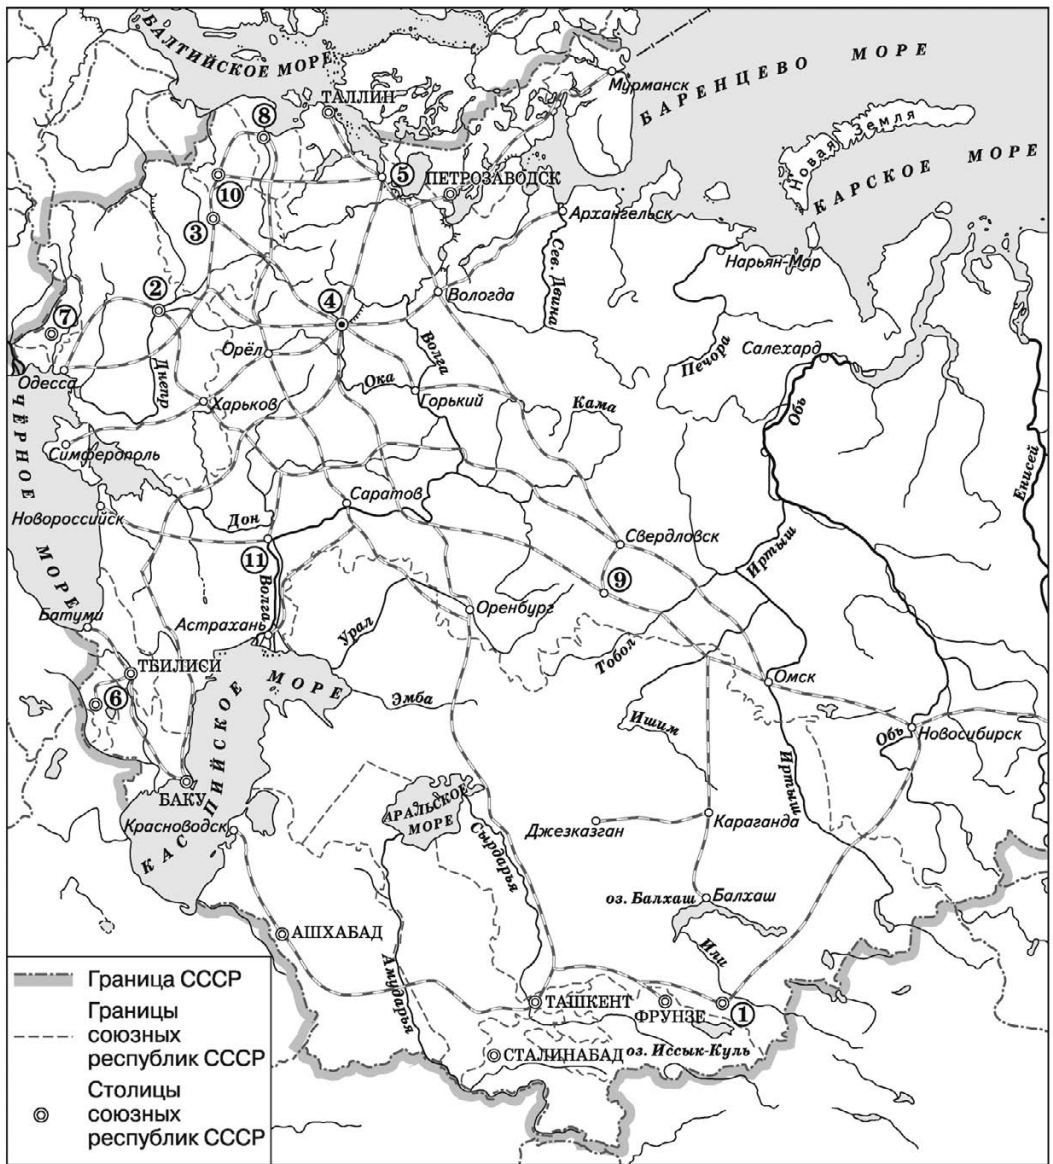 БАЛТИЙСКОЕ МОРЕ
БАРЕНЦЕВО МОРЕ
Мурманск
ТАЛЛИН
Новая Земля
КАРСКОЕ МОРЕ
8
5
ПЕТРОЗАВОДСК
10
3
Архангельск
Сев. Двина
Нарьян-Мар
2
7
4
Вологда
Орёл
Волга
Печора
Салехард
Одесса
Днепр
Ока
Горький
Кама
Обь
Харьков
ЧЁРНОЕ МОРЕ
Симферополь
Енисей
Саратов
Новороссийск
Дон
Свердловск
Иртыш
11
Волга
9
Батуми
Астрахань
Урал
Оренбург
Тобол
ТБИЛИСИ
КАСПИЙСКОЕ МОРЕ
6
Эмба
Омск
Ишим
Обь
Новосибирск
Иртыш
БАКУ
АРАЛЬСКОЕ
МОРЕ
Красноводск
Сырдарья
Джезказган
Караганда
оз. Балхаш
Балхаш
АШХАБАД
Или
Амударья
ТАШКЕНТ
ФРУНЗЕ
1
СТАЛИНАБАД
оз. Иссык-Куль
Граница СССР
Границы
союзных
республик СССР
Столицы
союзных
республик СССР